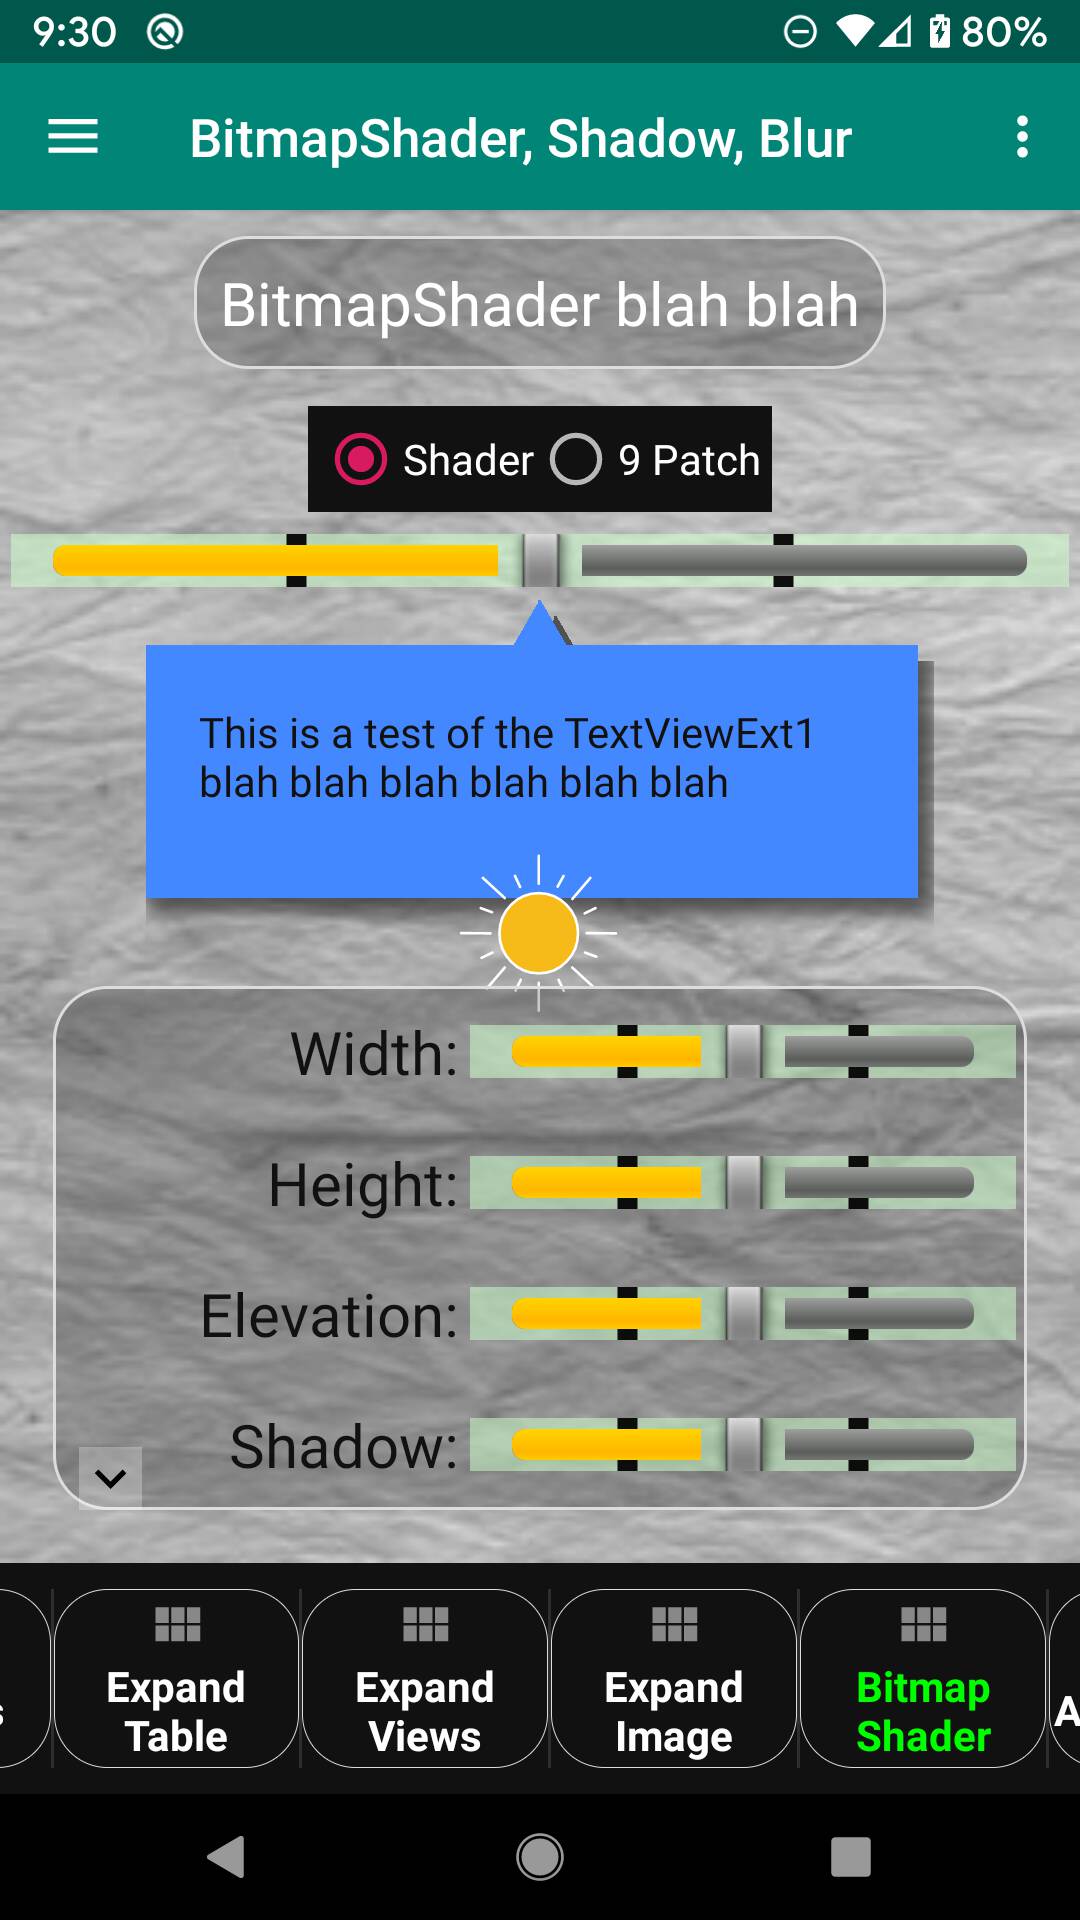 9:30
80%
BitmapShader, Shadow, Blur
BitmapShader blah blah
Shader
9 Patch
This is a test of the TextViewExt1
blah blah blah blah blah blah
Width:
Height:
Elevation:
Shadow:
s
Expand
Table
Expand
Views
Expand
Image
Bitmap
Shader
A